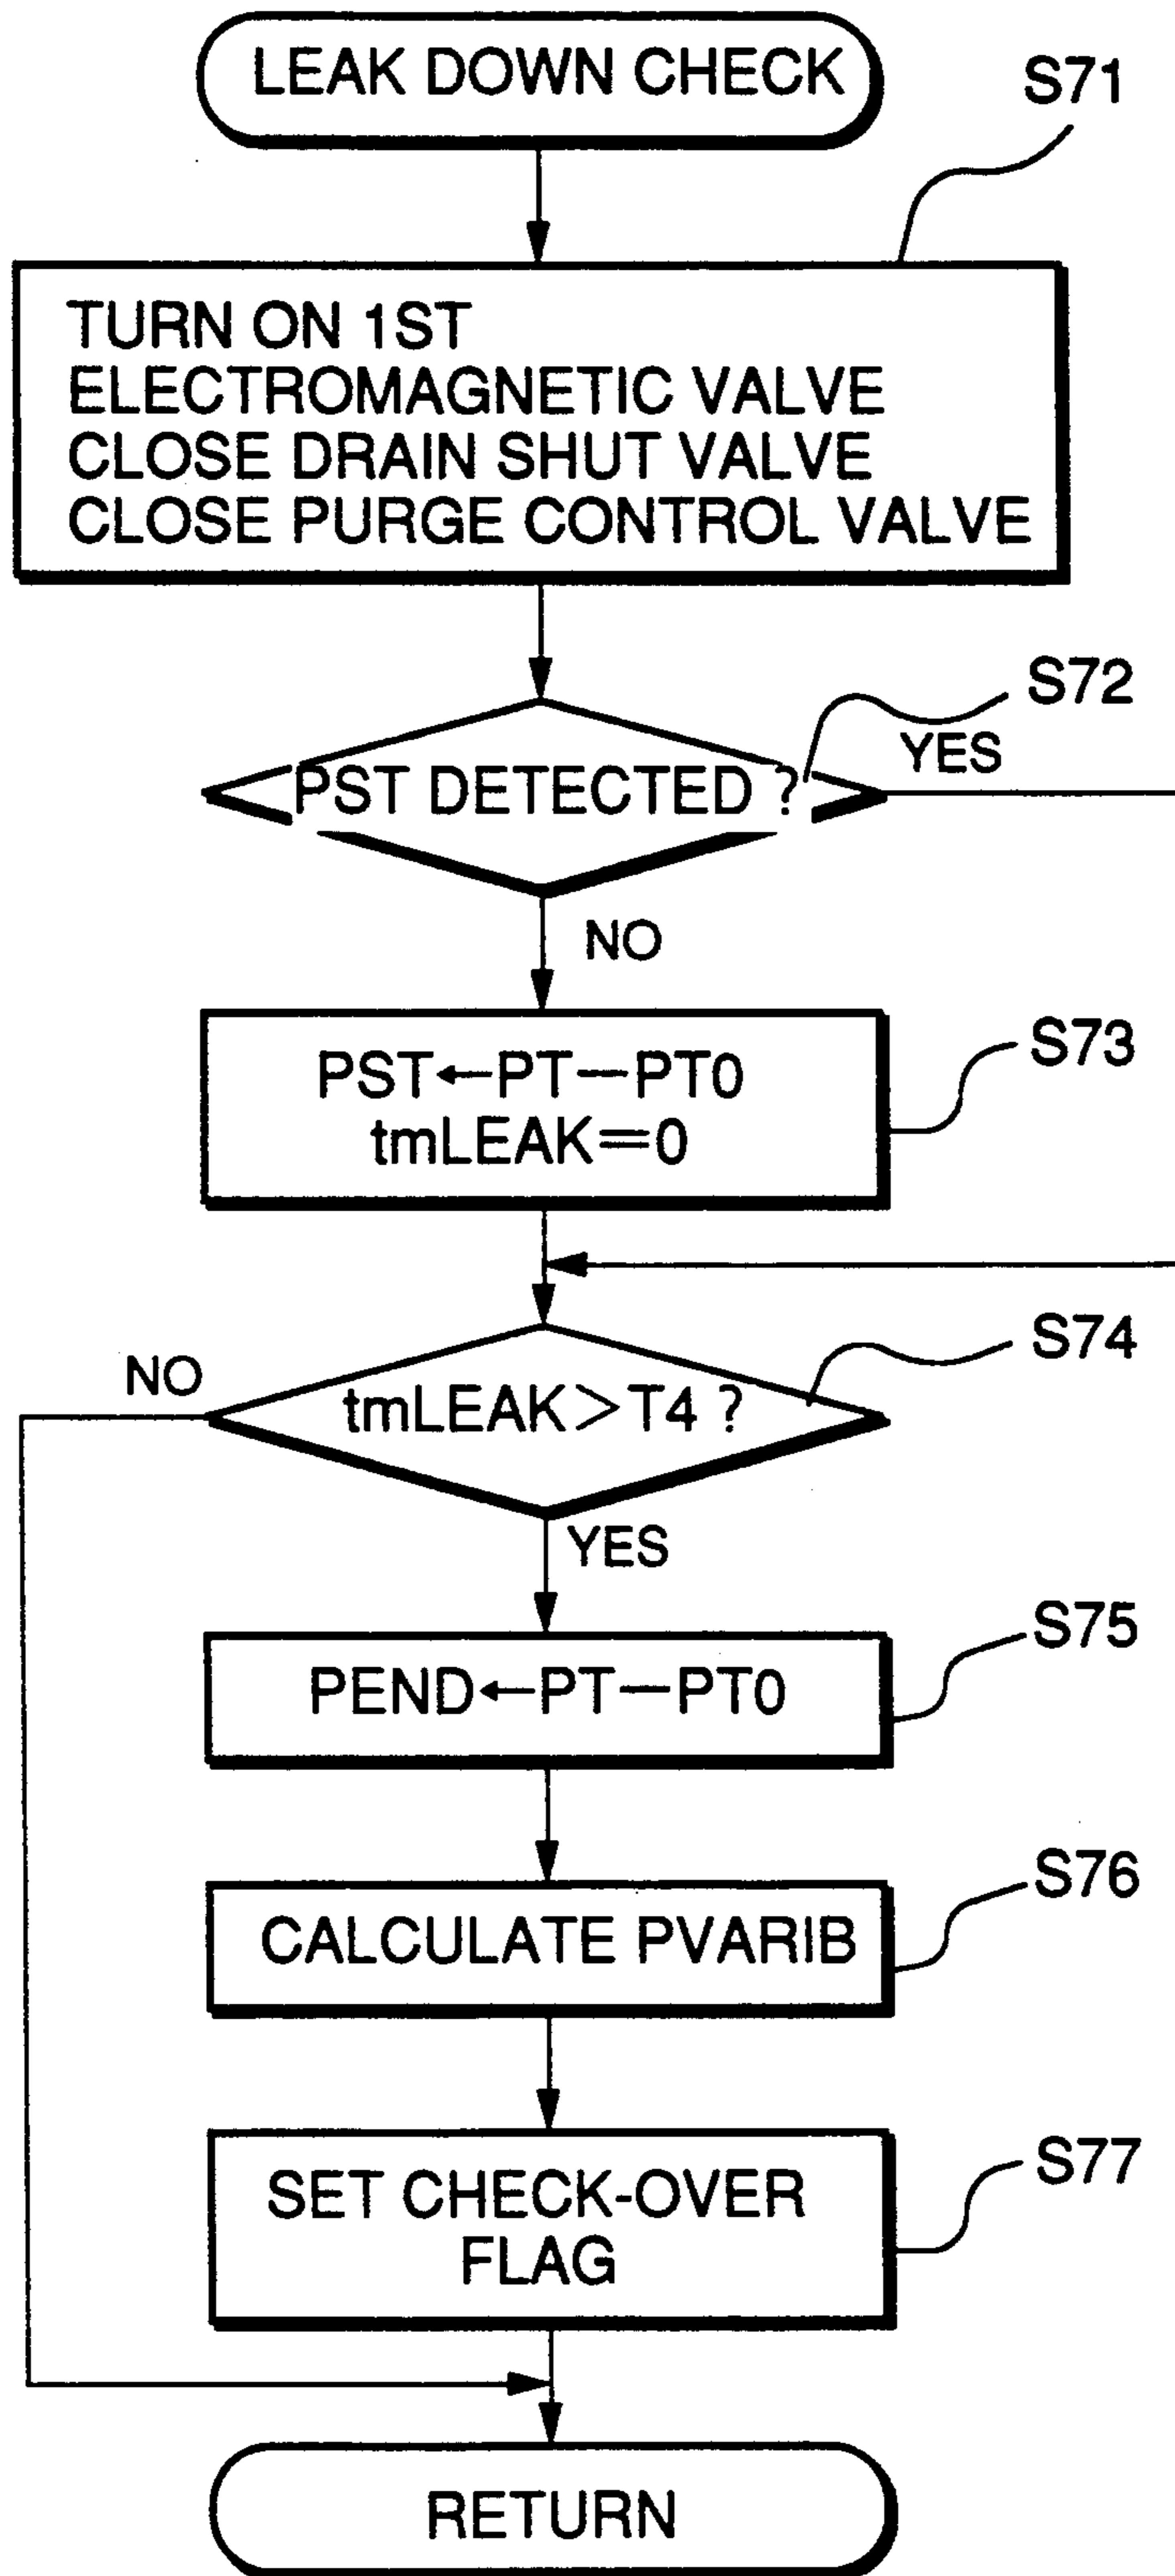 LEAK DOWN CHECK
S71
TURN ON 1ST
ELECTROMAGNETIC VALVE
CLOSE DRAIN SHUT VALVE
CLOSE PURGE CONTROL VALVE
S72
YES
PST DETECTED ?
NO
S73
PST←PT−PT0
tmLEAK=0
S74
NO
tmLEAK>T4 ?
YES
S75
PEND←PT−PT0
S76
CALCULATE PVARIB
S77
SET CHECK-OVER
FLAG
RETURN